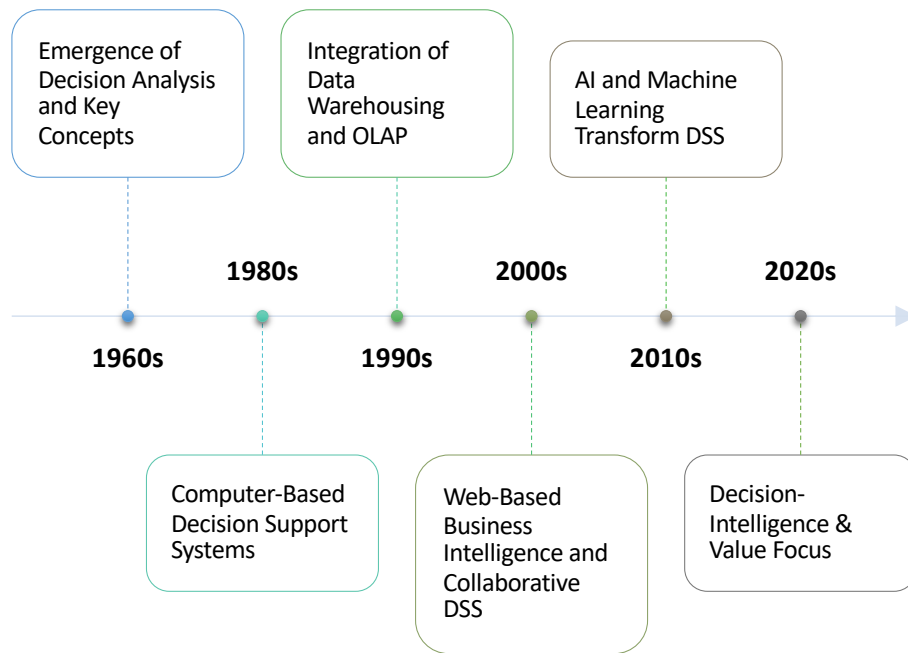 Emergence of
Decision Analysis
and Key
Concepts
Integration of
Data
Warehousing
and OLAP
AI and Machine
Learning
Transform DSS
1980s
2000s
2020s
1960s
1990s
2010s
Computer-Based
Decision Support
Systems
Web-Based
Business
Intelligence and
Collaborative
DSS
Decision-
Intelligence &
Value Focus